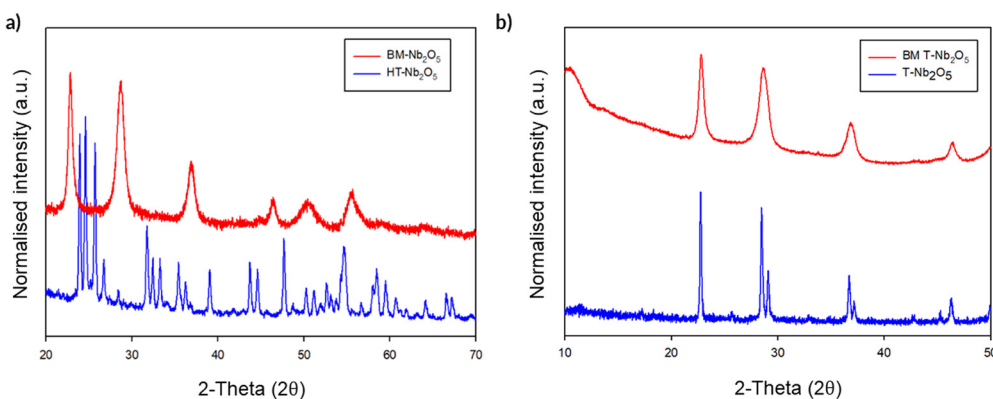 a)
BM-Nb₂O₅
HT-Nb₂O₅
Normalised intensity (a.u.)
20 30 40 50 60 70
2-Theta (2θ)
b)
BM T-Nb₂O₅
T-Nb₂O₅
Normalised intensity (a.u.)
10 20 30 40 50
2-Theta (2θ)